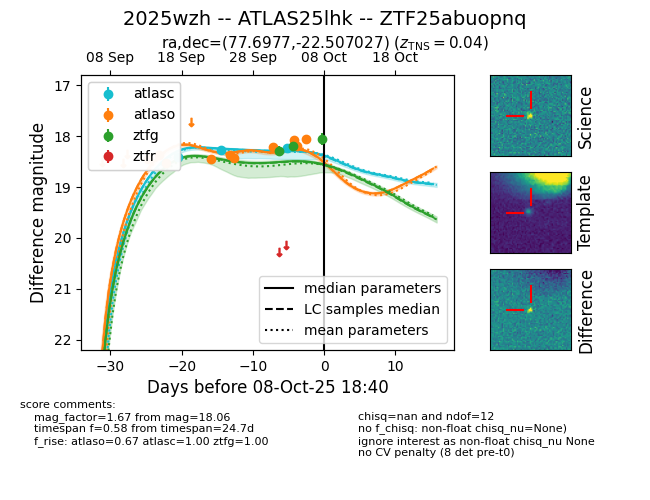 2025wzh -- ATLAS25lhk -- ZTF25abuopnq
ra,dec=(77.6977,-22.507027) (z_TNS = 0.04)
08 Sep 18 Sep 28 Sep 08 Oct 18 Oct
atlasc
atlaso
ztfg
ztfr
17
18
19
20
21
22
Difference magnitude
median parameters
LC samples median
mean parameters
−30 −20 −10 0 10
Days before 08-Oct-25 18:40
Science
Template
Difference
score comments:
mag_factor=1.67 from mag=18.06
timespan f=0.58 from timespan=24.7d
f_rise: atlaso=0.67 atlasc=1.00 ztfg=1.00
chisq=nan and ndof=12
no f_chisq: non-float chisq_nu=None)
ignore interest as non-float chisq_nu None
no CV penalty (8 det pre-t0)